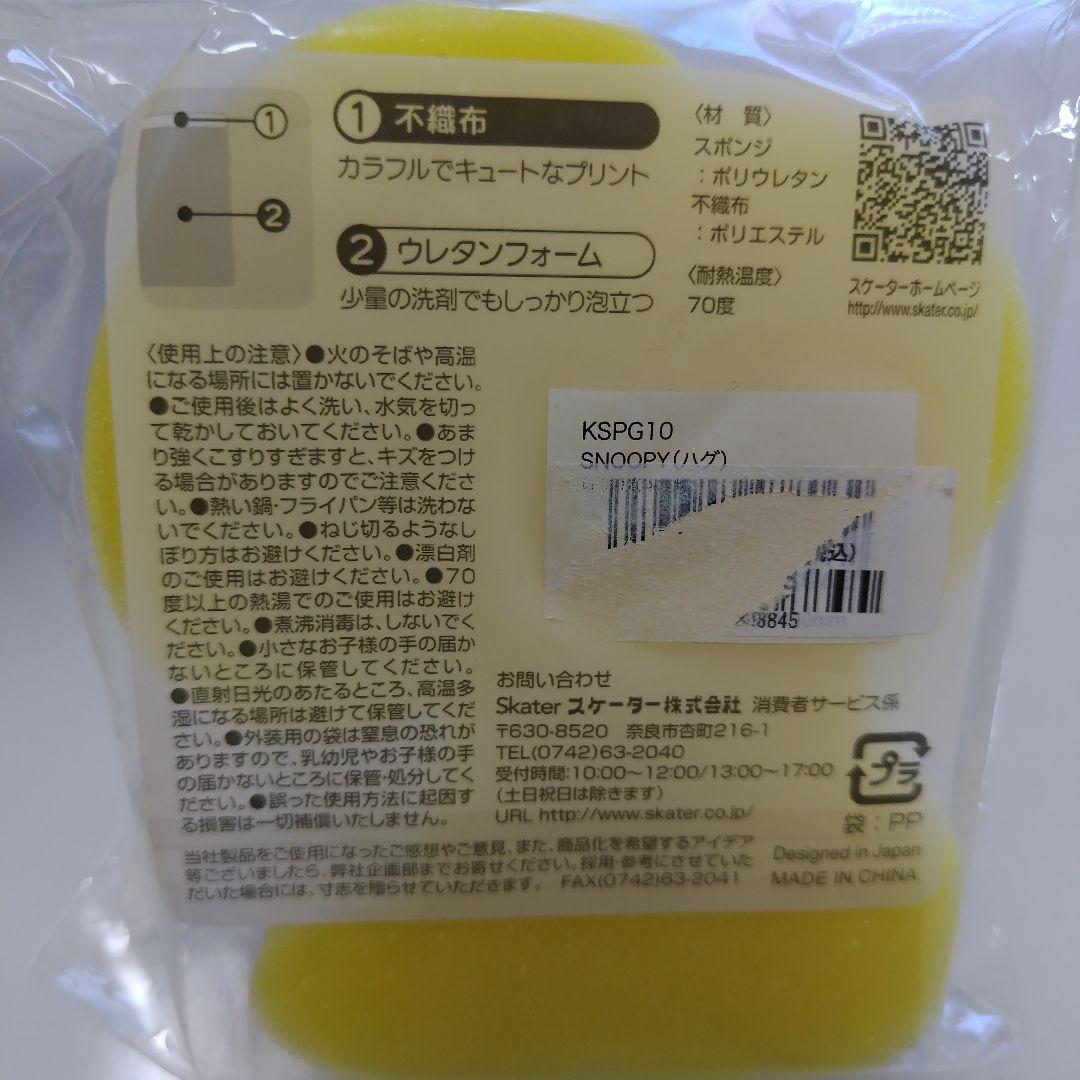 ①
②
① 不織布
カラフルでキュートなプリント
② ウレタンフォーム
少量の洗剤でもしっかり泡立つ
〈材　質〉
スポンジ
：ポリウレタン
不織布
：ポリエステル
〈耐熱温度〉
70度
スケーターホームページ
http://www.skater.co.jp/
〈使用上の注意〉●火のそばや高温
になる場所には置かないでください。
●ご使用後はよく洗い、水気を切っ
て乾かしておいてください。●あま
り強くこすりすぎますと、キズをつけ
る場合がありますのでご注意くださ
い。●熱い鍋・フライパン等は洗わな
いでください。●ねじ切るようなし
ぼり方はお避けください。●漂白剤
のご使用はお避けください。●70
度以上の熱湯でのご使用はお避け
ください。●煮沸消毒は、しないでく
ださい。●小さなお子様の手の届か
ないところに保管してください。
●直射日光のあたるところ、高温多
湿になる場所は避けて保管してくだ
さい。●外装用の袋は窒息の恐れが
ありますので、乳幼児やお子様の手
の届かないところに保管・処分してく
ださい。●誤った使用方法に起因す
る損害は一切補償いたしません。
KSPG10
SNOOPY(ハグ)
税込)
8845
お問い合わせ
Skater スケーター株式会社 消費者サービス係
〒630-8520　奈良市杏町216-1
TEL(0742)63-2040
受付時間:10:00～12:00/13:00～17:00
(土日祝日は除きます)
URL http://www.skater.co.jp/
プラ
袋：PP
当社製品をご使用になったご感想やご意見、また、商品化を希望するアイデア
等ございましたら、弊社企画部までお寄せください。採用・参考にさせていた
だいた場合には、寸志を贈らせていただきます。　FAX(0742)63-2041
Designed in Japan
MADE IN CHINA